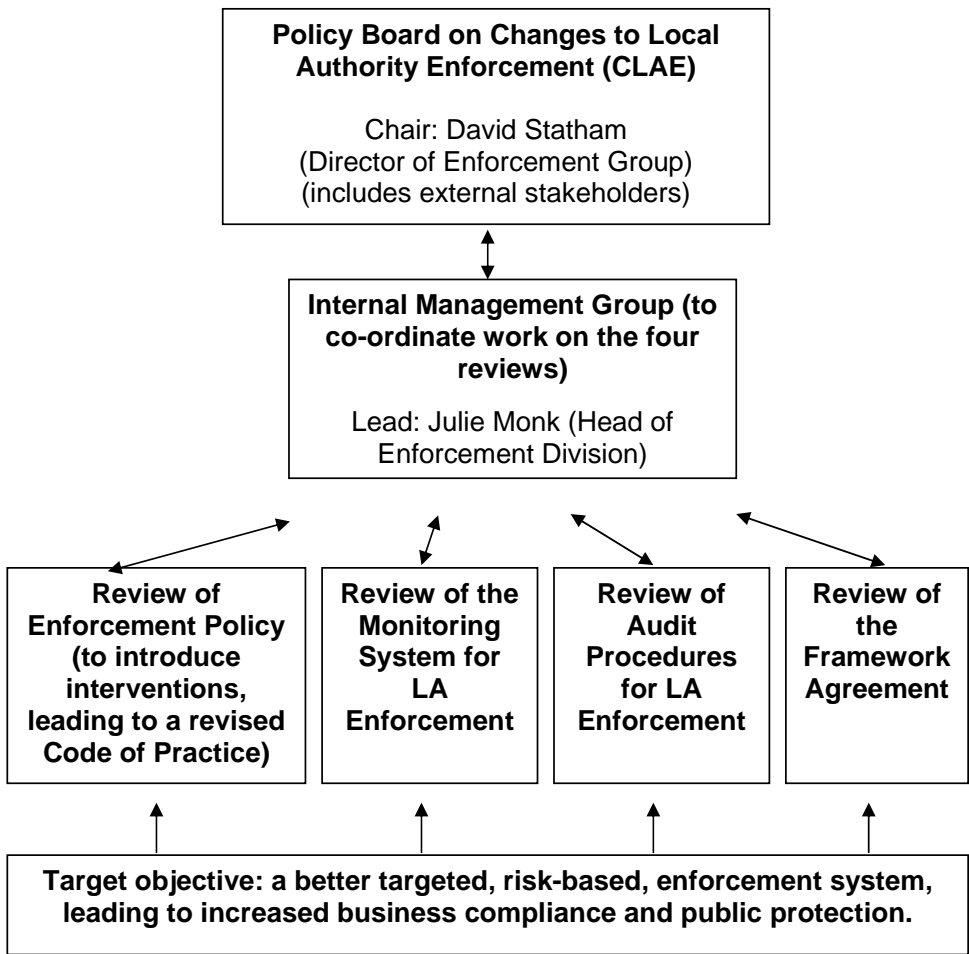 Policy Board on Changes to Local
Authority Enforcement (CLAE)
Chair: David Statham
(Director of Enforcement Group)
(includes external stakeholders)
Internal Management Group (to
co-ordinate work on the four
reviews)
Lead: Julie Monk (Head of
Enforcement Division)
Review of
Enforcement Policy
(to introduce
interventions,
leading to a revised
Code of Practice)
Review of the
Monitoring
System for
LA
Enforcement
Review of
Audit
Procedures
for LA
Enforcement
Review of
the
Framework
Agreement
Target objective: a better targeted, risk-based, enforcement system,
leading to increased business compliance and public protection.